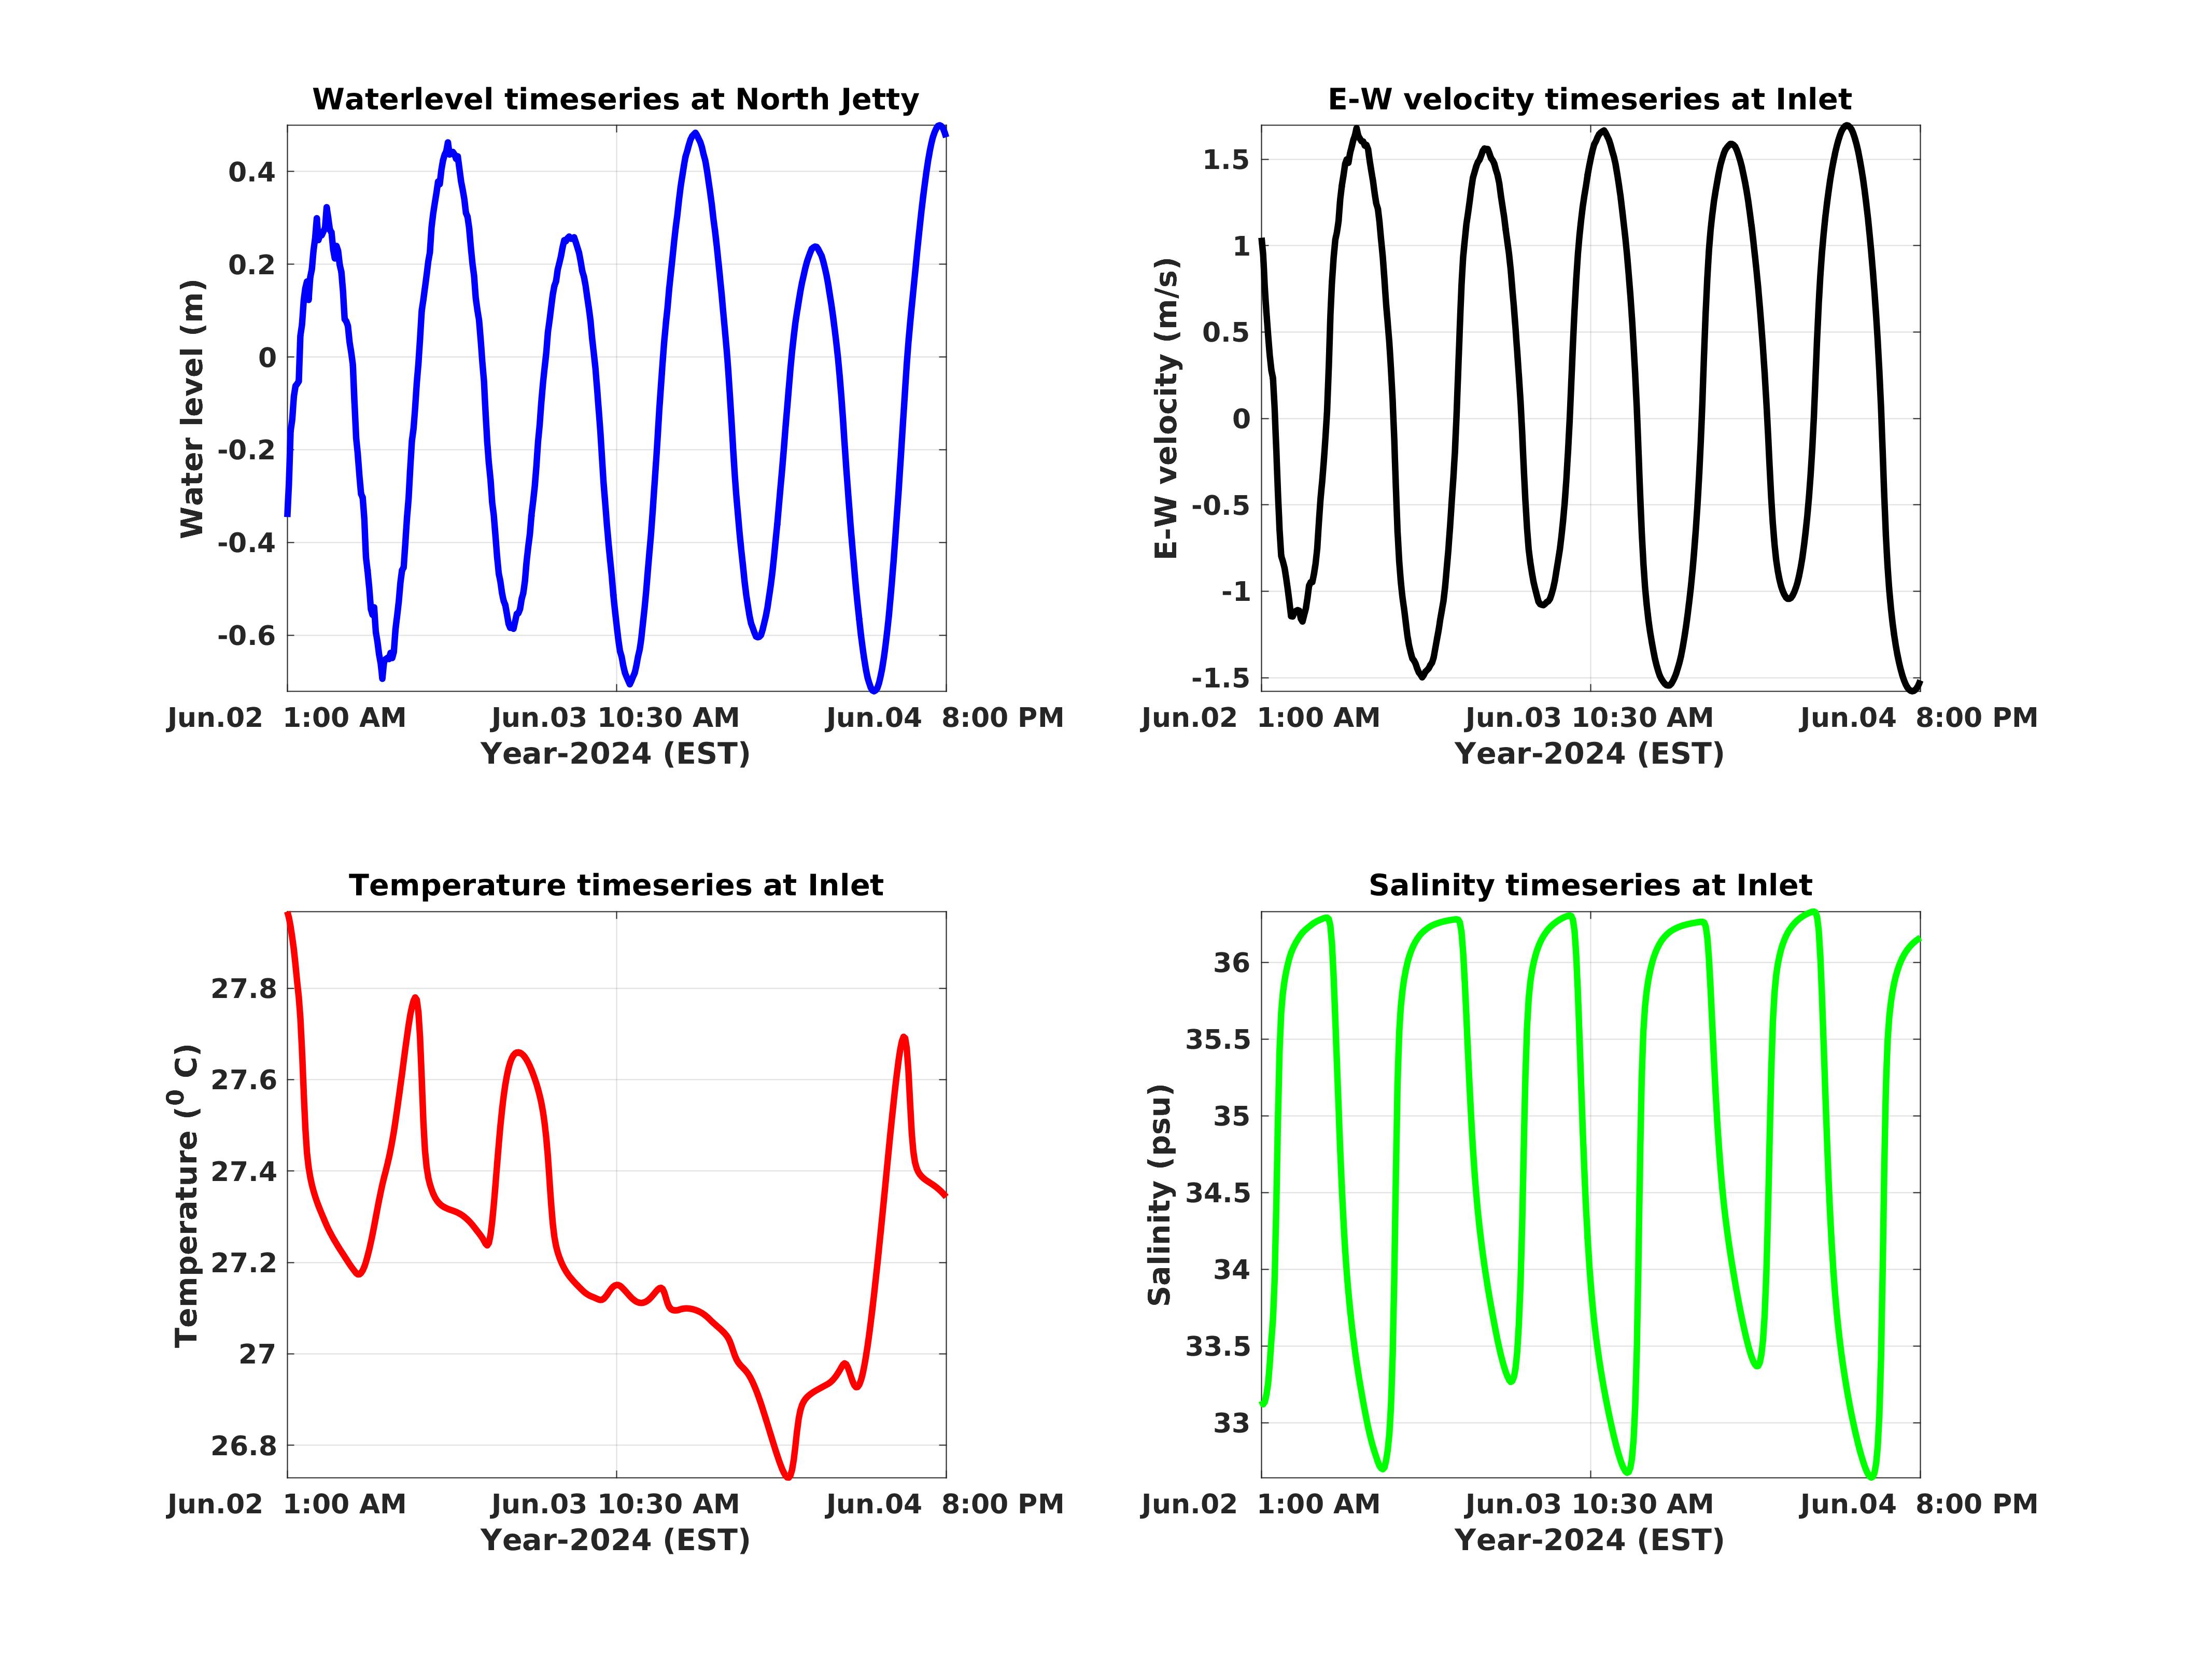 Waterlevel timeseries at North Jetty
0.4
0.2
0
-0.2
-0.4
-0.6
Water level (m)
Jun.02 1:00 AM
Jun.03 10:30 AM
Jun.04 8:00 PM
Year-2024 (EST)
E-W velocity timeseries at Inlet
1.5
1
0.5
0
-0.5
-1
-1.5
E-W velocity (m/s)
Jun.02 1:00 AM
Jun.03 10:30 AM
Jun.04 8:00 PM
Year-2024 (EST)
Temperature timeseries at Inlet
27.8
27.6
27.4
27.2
27
26.8
Temperature (⁰ C)
Jun.02 1:00 AM
Jun.03 10:30 AM
Jun.04 8:00 PM
Year-2024 (EST)
Salinity timeseries at Inlet
36
35.5
35
34.5
34
33.5
33
Salinity (psu)
Jun.02 1:00 AM
Jun.03 10:30 AM
Jun.04 8:00 PM
Year-2024 (EST)